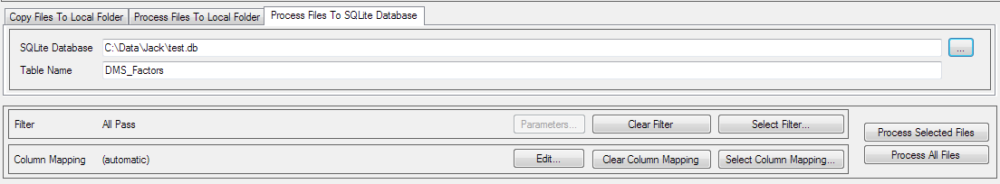 Copy Files To Local Folder Process Files To Local Folder Process Files To SQLite Database
SQLite Database C:\Data\Jack\test.db ...
Table Name DMS_Factors
Filter All Pass Parameters... Clear Filter Select Filter...
Process Selected Files
Column Mapping (automatic) Edit... Clear Column Mapping Select Column Mapping...
Process All Files